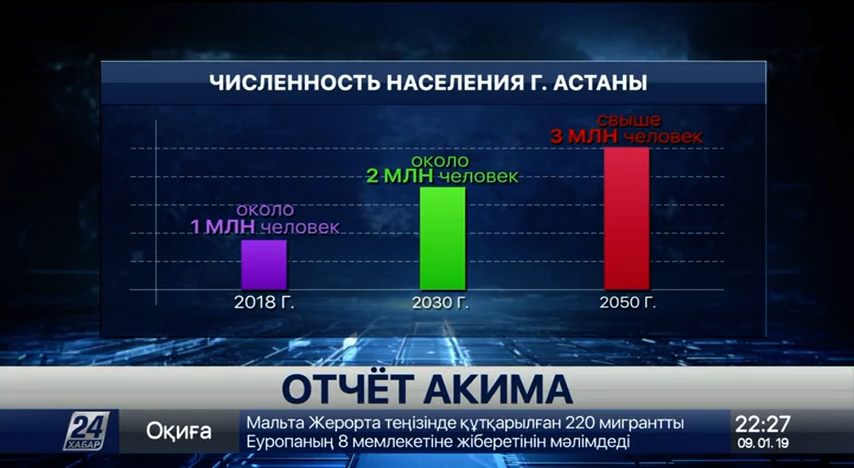 ЧИСЛЕННОСТЬ НАСЕЛЕНИЯ Г. АСТАНЫ
свыше
3 МЛН человек
около
2 МЛН человек
около
1 МЛН человек
2018 Г.
2030 Г.
2050 Г.
ОТЧЁТ АКИМА
24
ХАБАР
Оқиға
Мальта Жерорта теңізінде құтқарылған 220 мигрантты
Еуропаның 8 мемлекетіне жіберетінін мәлімдеді
22:27
09.01.19